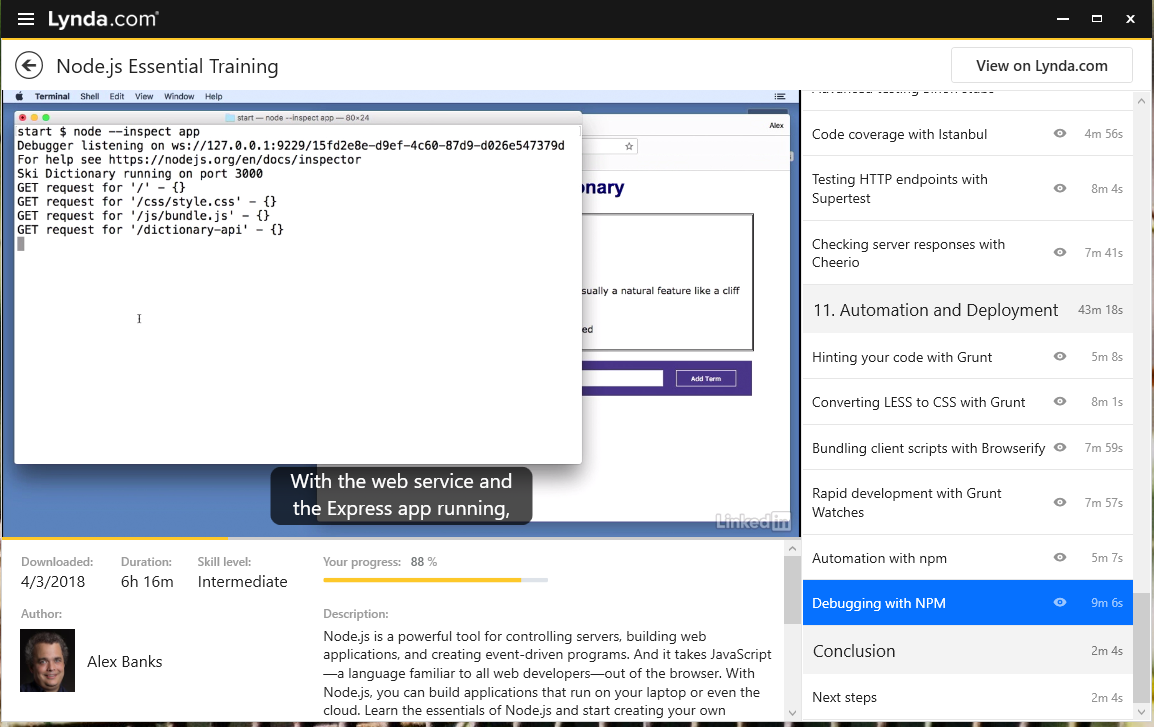 Lynda.com
Node.js Essential Training
View on Lynda.com
Terminal Shell Edit View Window Help
start — node --inspect app — 80×24
start $ node --inspect app
Debugger listening on ws://127.0.0.1:9229/15fd2e8e-d9ef-4c60-87d9-d026e547379d
For help see https://nodejs.org/en/docs/inspector
Ski Dictionary running on port 3000
GET request for '/' - {}
GET request for '/css/style.css' - {}
GET request for '/js/bundle.js' - {}
GET request for '/dictionary-api' - {}
Alex
onary
sually a natural feature like a cliff
ed
Add Term
With the web service and
the Express app running,
Linkedin
Downloaded:
4/3/2018
Duration:
6h 16m
Skill level:
Intermediate
Your progress: 88 %
Author:
Alex Banks
Description:
Node.js is a powerful tool for controlling servers, building web
applications, and creating event-driven programs. And it takes JavaScript
—a language familiar to all web developers—out of the browser. With
Node.js, you can build applications that run on your laptop or even the
cloud. Learn the essentials of Node.js and start creating your own
Code coverage with Istanbul 4m 56s
Testing HTTP endpoints with
Supertest 8m 4s
Checking server responses with
Cheerio 7m 41s
11. Automation and Deployment 43m 18s
Hinting your code with Grunt 5m 8s
Converting LESS to CSS with Grunt 8m 1s
Bundling client scripts with Browserify 7m 59s
Rapid development with Grunt
Watches 7m 57s
Automation with npm 5m 7s
Debugging with NPM 9m 6s
Conclusion 2m 4s
Next steps 2m 4s